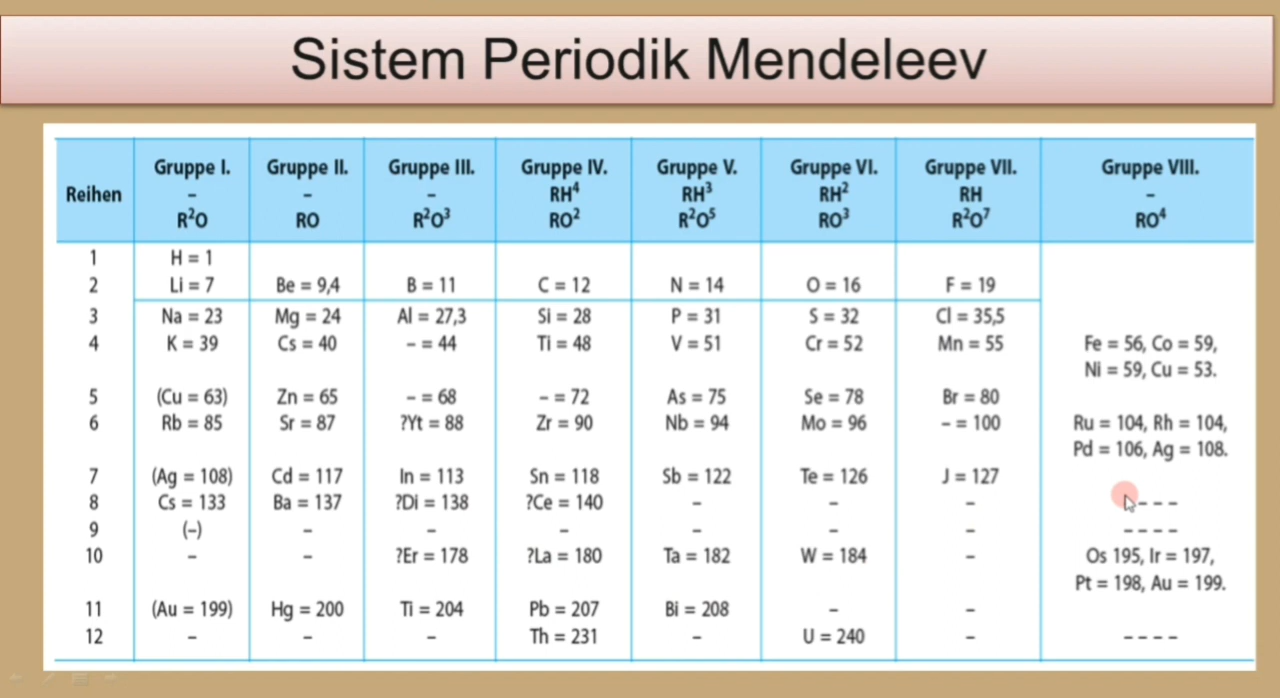 Sistem Periodik Mendeleev
Reihen Gruppe I. – R²O Gruppe II. – RO Gruppe III. – R²O³ Gruppe IV. RH⁴ RO² Gruppe V. RH³ R²O⁵ Gruppe VI. RH² RO³ Gruppe VII. RH R²O⁷ Gruppe VIII. – RO⁴
1 H = 1
2 Li = 7 Be = 9,4 B = 11 C = 12 N = 14 O = 16 F = 19
3 Na = 23 Mg = 24 Al = 27,3 Si = 28 P = 31 S = 32 Cl = 35,5
4 K = 39 Cs = 40 – = 44 Ti = 48 V = 51 Cr = 52 Mn = 55 Fe = 56, Co = 59,
Ni = 59, Cu = 53.
5 (Cu = 63) Zn = 65 – = 68 – = 72 As = 75 Se = 78 Br = 80
6 Rb = 85 Sr = 87 ?Yt = 88 Zr = 90 Nb = 94 Mo = 96 – = 100 Ru = 104, Rh = 104,
Pd = 106, Ag = 108.
7 (Ag = 108) Cd = 117 In = 113 Sn = 118 Sb = 122 Te = 126 J = 127
8 Cs = 133 Ba = 137 ?Di = 138 ?Ce = 140 – – – – – – –
9 (–) – – – – – – – – – –
10 – – ?Er = 178 ?La = 180 Ta = 182 W = 184 – Os 195, Ir = 197,
Pt = 198, Au = 199.
11 (Au = 199) Hg = 200 Ti = 204 Pb = 207 Bi = 208 – –
12 – – – Th = 231 – U = 240 – – – – –